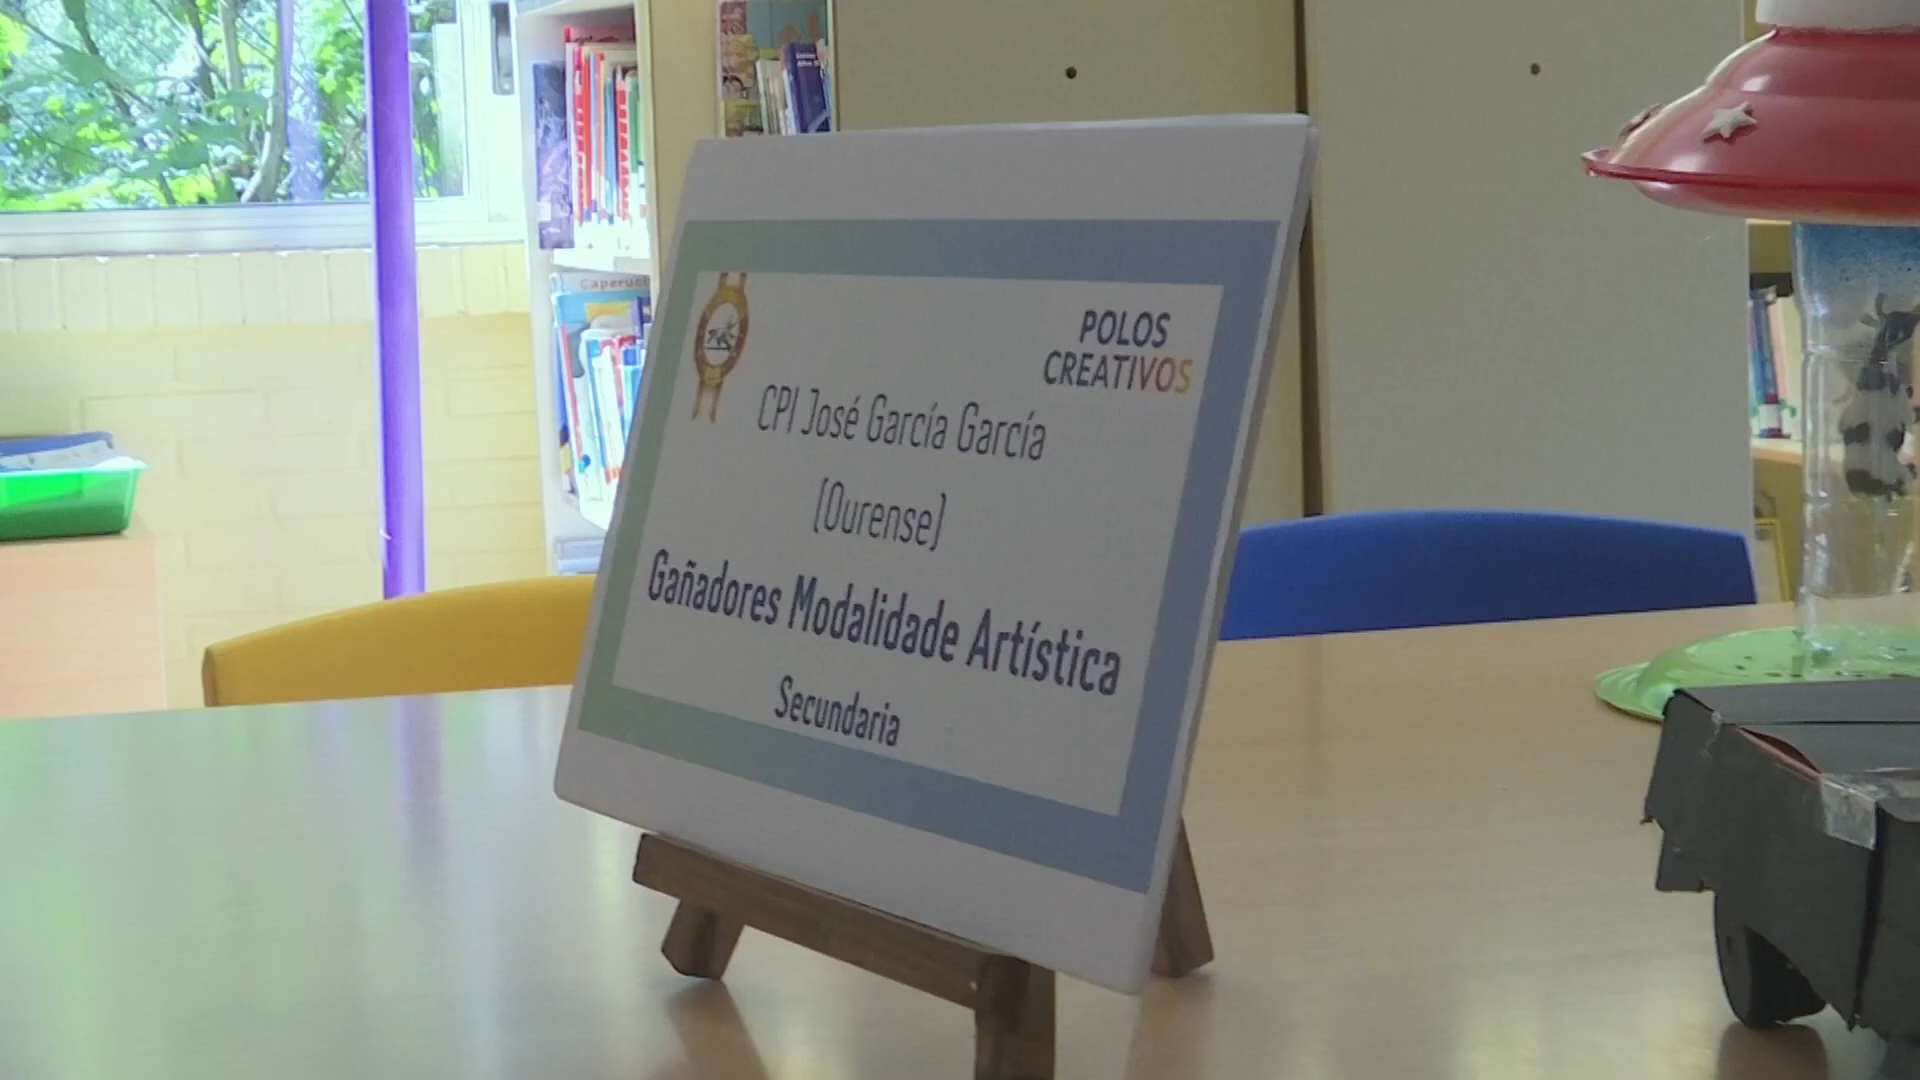 POLOS
CREATIVOS
CPI José García García
(Ourense)
Gañadores Modalidade Artística
Secundaria